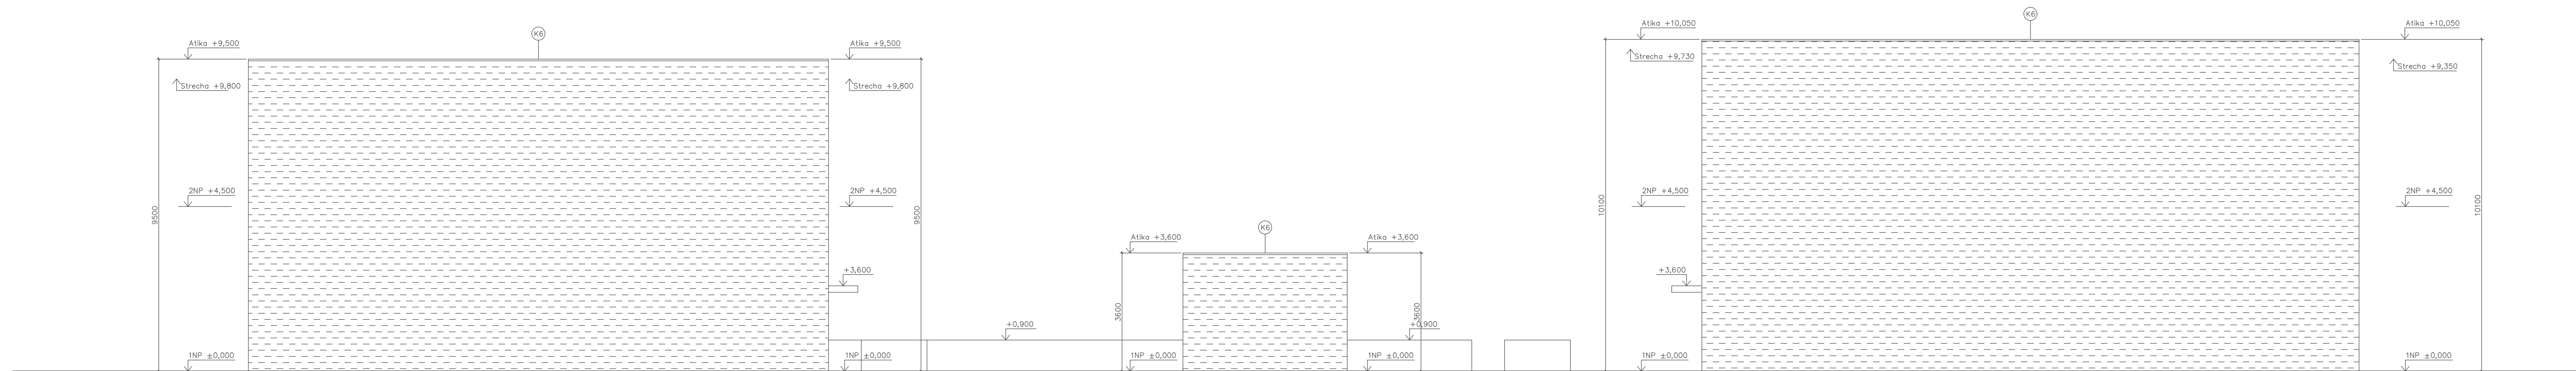 K6
Atika +9,500
Strecha +9,800
2NP +4,500
9500
1NP ±0,000
Atika +9,500
Strecha +9,800
2NP +4,500
9500
+3,600
1NP ±0,000
+0,900
K6
Atika +3,600
3600
1NP ±0,000
Atika +3,600
3600
+0,900
1NP ±0,000
K6
Atika +10,050
Strecha +9,730
2NP +4,500
10100
+3,600
1NP ±0,000
Atika +10,050
Strecha +9,350
2NP +4,500
10100
1NP ±0,000